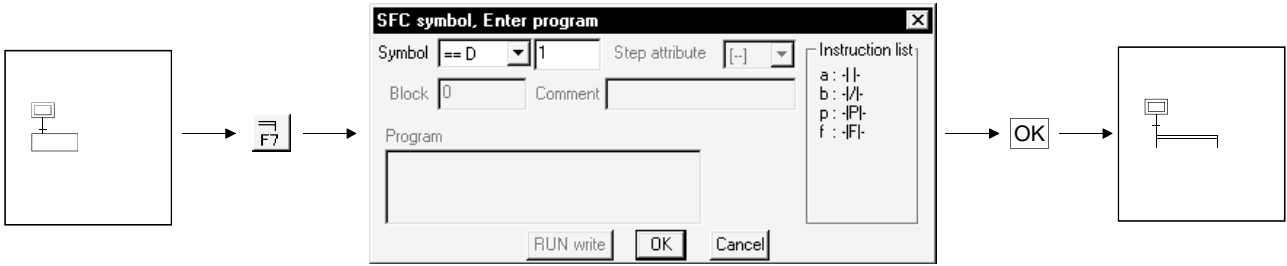 F7
SFC symbol, Enter program
Symbol == D 1 Step attribute [--]
Block 0 Comment
Program
Instruction list
a : -| |-
b : -|/|-
p : -|P|-
f : -|F|-
RUN write OK Cancel
OK